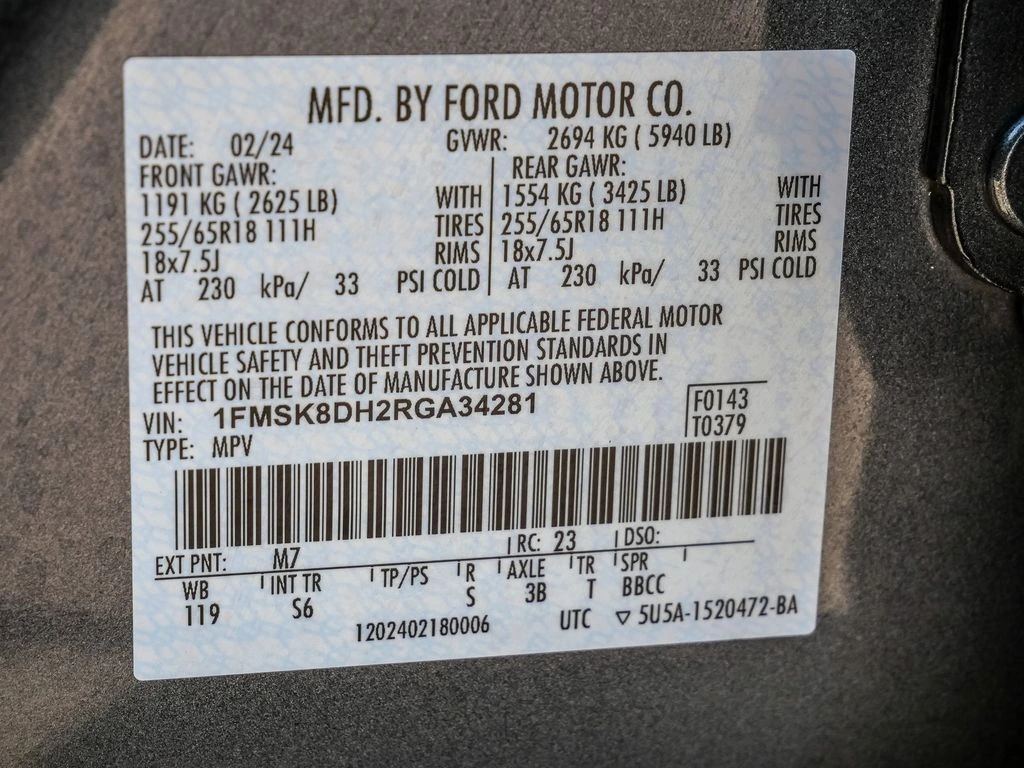 MFD. BY FORD MOTOR CO.
DATE: 02/24 GVWR: 2694 KG ( 5940 LB)
FRONT GAWR: REAR GAWR:
1191 KG ( 2625 LB) WITH 1554 KG ( 3425 LB) WITH
255/65R18 111H TIRES 255/65R18 111H TIRES
18x7.5J RIMS 18x7.5J RIMS
AT 230 kPa/ 33 PSI COLD AT 230 kPa/ 33 PSI COLD
THIS VEHICLE CONFORMS TO ALL APPLICABLE FEDERAL MOTOR
VEHICLE SAFETY AND THEFT PREVENTION STANDARDS IN
EFFECT ON THE DATE OF MANUFACTURE SHOWN ABOVE.
VIN: 1FMSK8DH2RGA34281 F0143
TYPE: MPV T0379
EXT PNT: M7 RC: 23 DSO:
WB INT TR TP/PS R AXLE TR SPR
119 S6 S 3B T BBCC
1202402180006 UTC ▽ 5U5A-1520472-BA